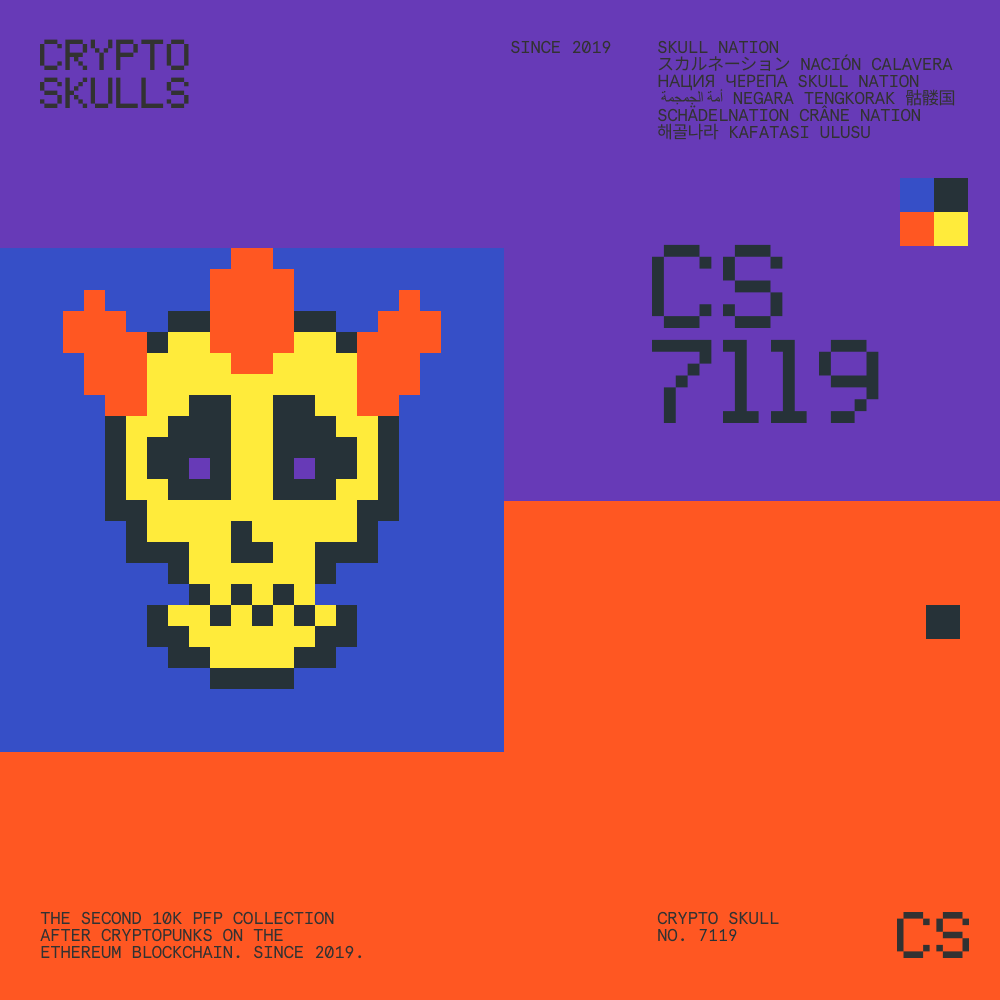 CRYPTO
SKULLS
SINCE 2019
SKULL NATION
スカルネーション NACIÓN CALAVERA
НАЦИЯ ЧЕРЕПА SKULL NATION
أمة الجمجمة NEGARA TENGKORAK 骷髅国
SCHÄDELNATION CRÂNE NATION
해골나라 KAFATASI ULUSU
CS
7119
THE SECOND 10K PFP COLLECTION
AFTER CRYPTOPUNKS ON THE
ETHEREUM BLOCKCHAIN. SINCE 2019.
CRYPTO SKULL
NO. 7119
CS